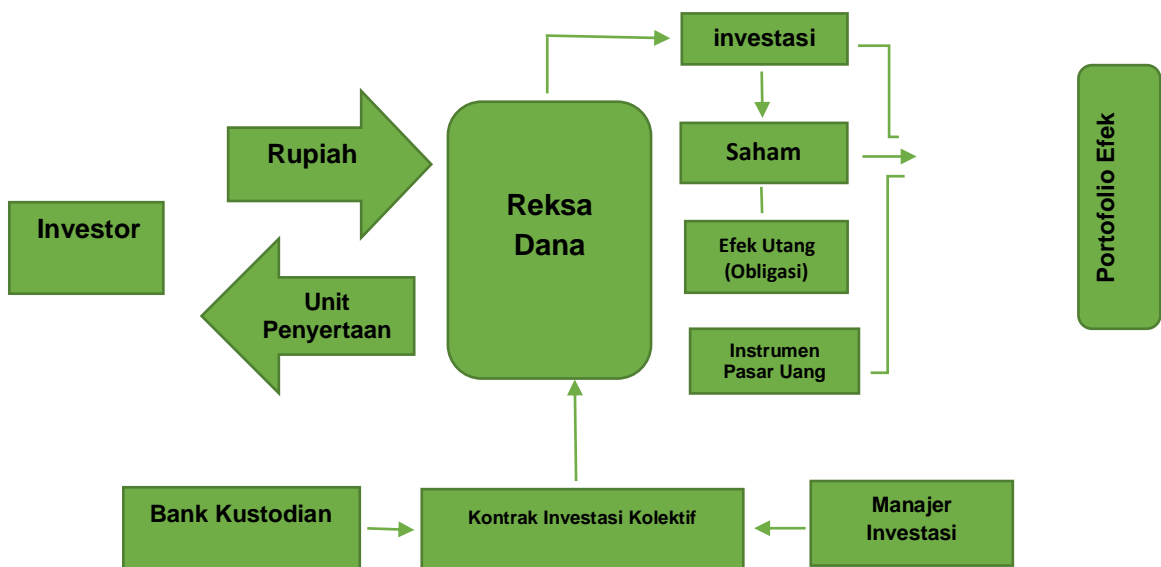 investasi
Rupiah
Saham
Portofolio Efek
Reksa
Dana
Investor
Efek Utang
(Obligasi)
Unit
Penyertaan
Instrumen
Pasar Uang
Bank Kustodian
Kontrak Investasi Kolektif
Manajer
Investasi